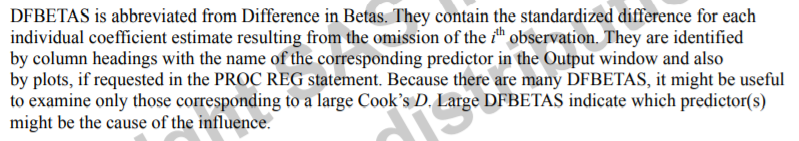 DFBETAS is abbreviated from Difference in Betas. They contain the standardized difference for each
individual coefficient estimate resulting from the omission of the iᵗʰ observation. They are identified
by column headings with the name of the corresponding predictor in the Output window and also
by plots, if requested in the PROC REG statement. Because there are many DFBETAS, it might be useful
to examine only those corresponding to a large Cook's D. Large DFBETAS indicate which predictor(s)
might be the cause of the influence.